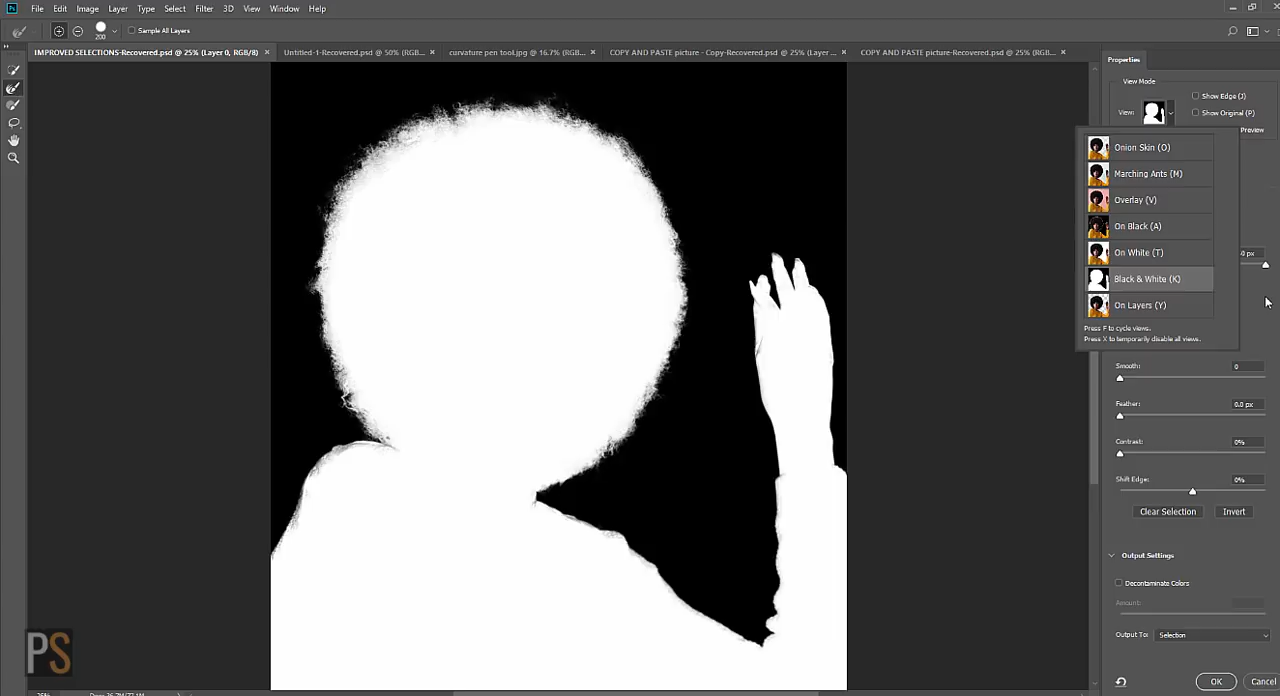 Ps File Edit Image Layer Type Select Filter 3D View Window Help
200 Sample All Layers
IMPROVED SELECTIONS-Recovered.psd @ 25% (Layer 0, RGB/8) × Untitled-1-Recovered.psd @ 50% (RGB... × curvature pen tool.jpg @ 16.7% (RGB... × COPY AND PASTE picture - Copy-Recovered.psd @ 25% (Layer ... × COPY AND PASTE picture-Recovered.psd @ 25% (RGB... ×
Properties
View Mode
Show Edge (J)
View: Show Original (P)
Preview
Onion Skin (O)
Marching Ants (M)
Overlay (V)
On Black (A)
On White (T)
Black & White (K)
On Layers (Y)
Press F to cycle views.
Press X to temporarily disable all views.
Smooth: 0
Feather: 0.0 px
Contrast: 0%
Shift Edge: 0%
Clear Selection Invert
Output Settings
Decontaminate Colors
Amount:
Output To: Selection
OK Cancel
PS